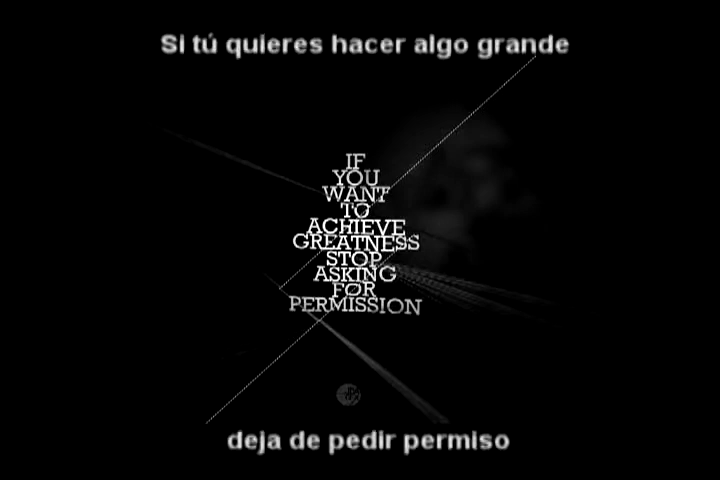 Si tú quieres hacer algo grande
IF
YOU
WANT
TO
ACHIEVE
GREATNESS
STOP
ASKING
FOR
PERMISSION
deja de pedir permiso